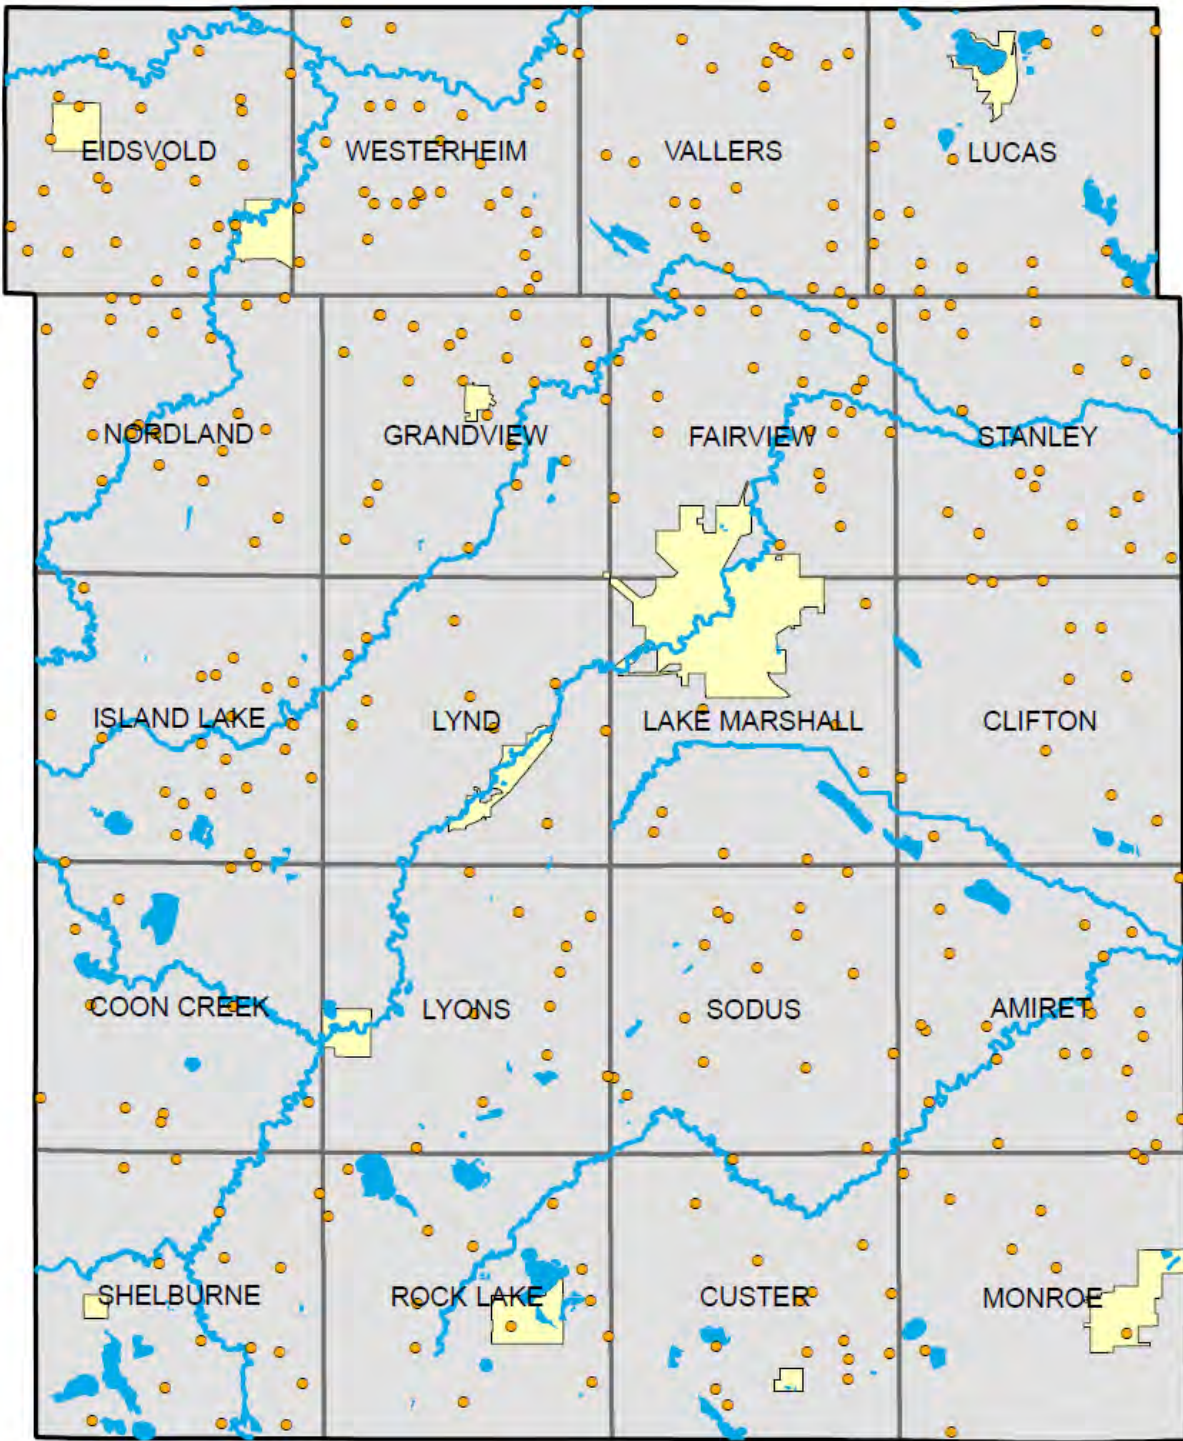 EIDSVOLD
WESTERHEIM
VALLERS
LUCAS
NORDLAND
GRANDVIEW
FAIRVIEW
STANLEY
ISLAND LAKE
LYND
LAKE MARSHALL
CLIFTON
COON CREEK
LYONS
SODUS
AMIRET
SHELBURNE
ROCK LAKE
CUSTER
MONROE